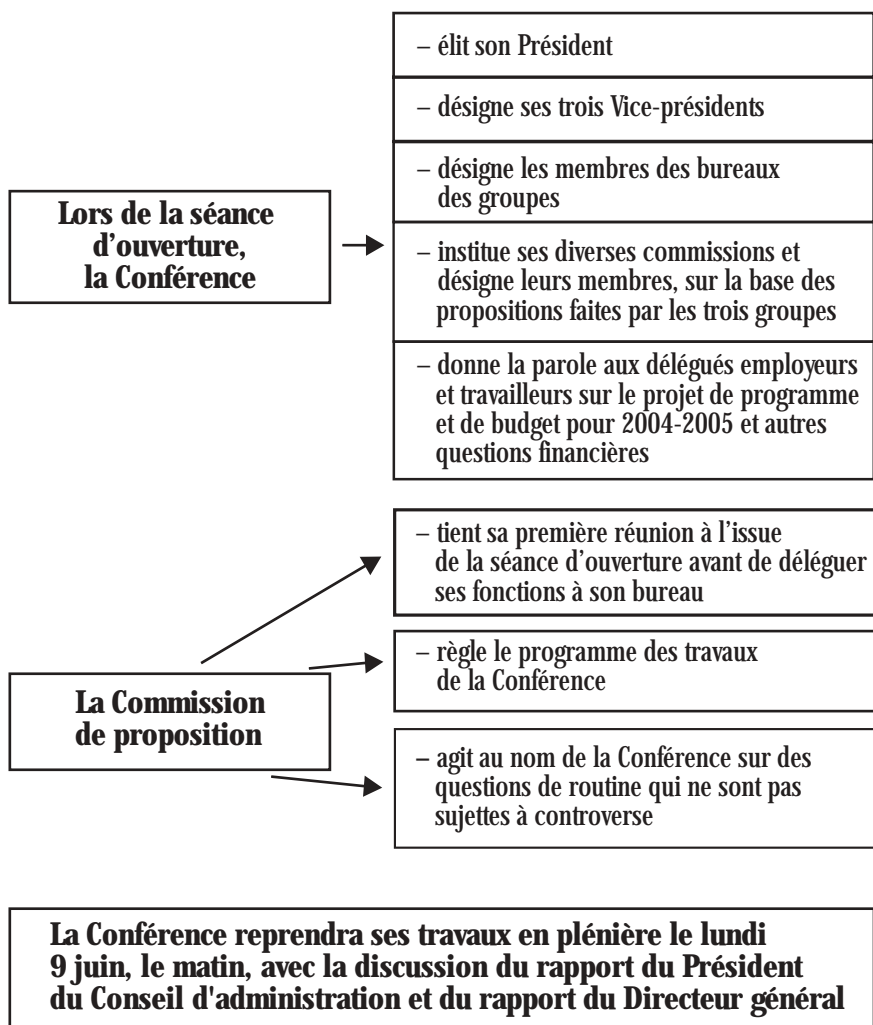 – élit son Président
– désigne ses trois Vice-présidents
– désigne les membres des bureaux
des groupes
Lors de la séance
d’ouverture,
la Conférence
– institue ses diverses commissions et
désigne leurs membres, sur la base des
propositions faites par les trois groupes
– donne la parole aux délégués employeurs
et travailleurs sur le projet de programme
et de budget pour 2004-2005 et autres
questions financières
– tient sa première réunion à l’issue
de la séance d’ouverture avant de déléguer
ses fonctions à son bureau
– règle le programme des travaux
de la Conférence
La Commission
de proposition
– agit au nom de la Conférence sur des
questions de routine qui ne sont pas
sujettes à controverse
La Conférence reprendra ses travaux en plénière le lundi
9 juin, le matin, avec la discussion du rapport du Président
du Conseil d'administration et du rapport du Directeur général